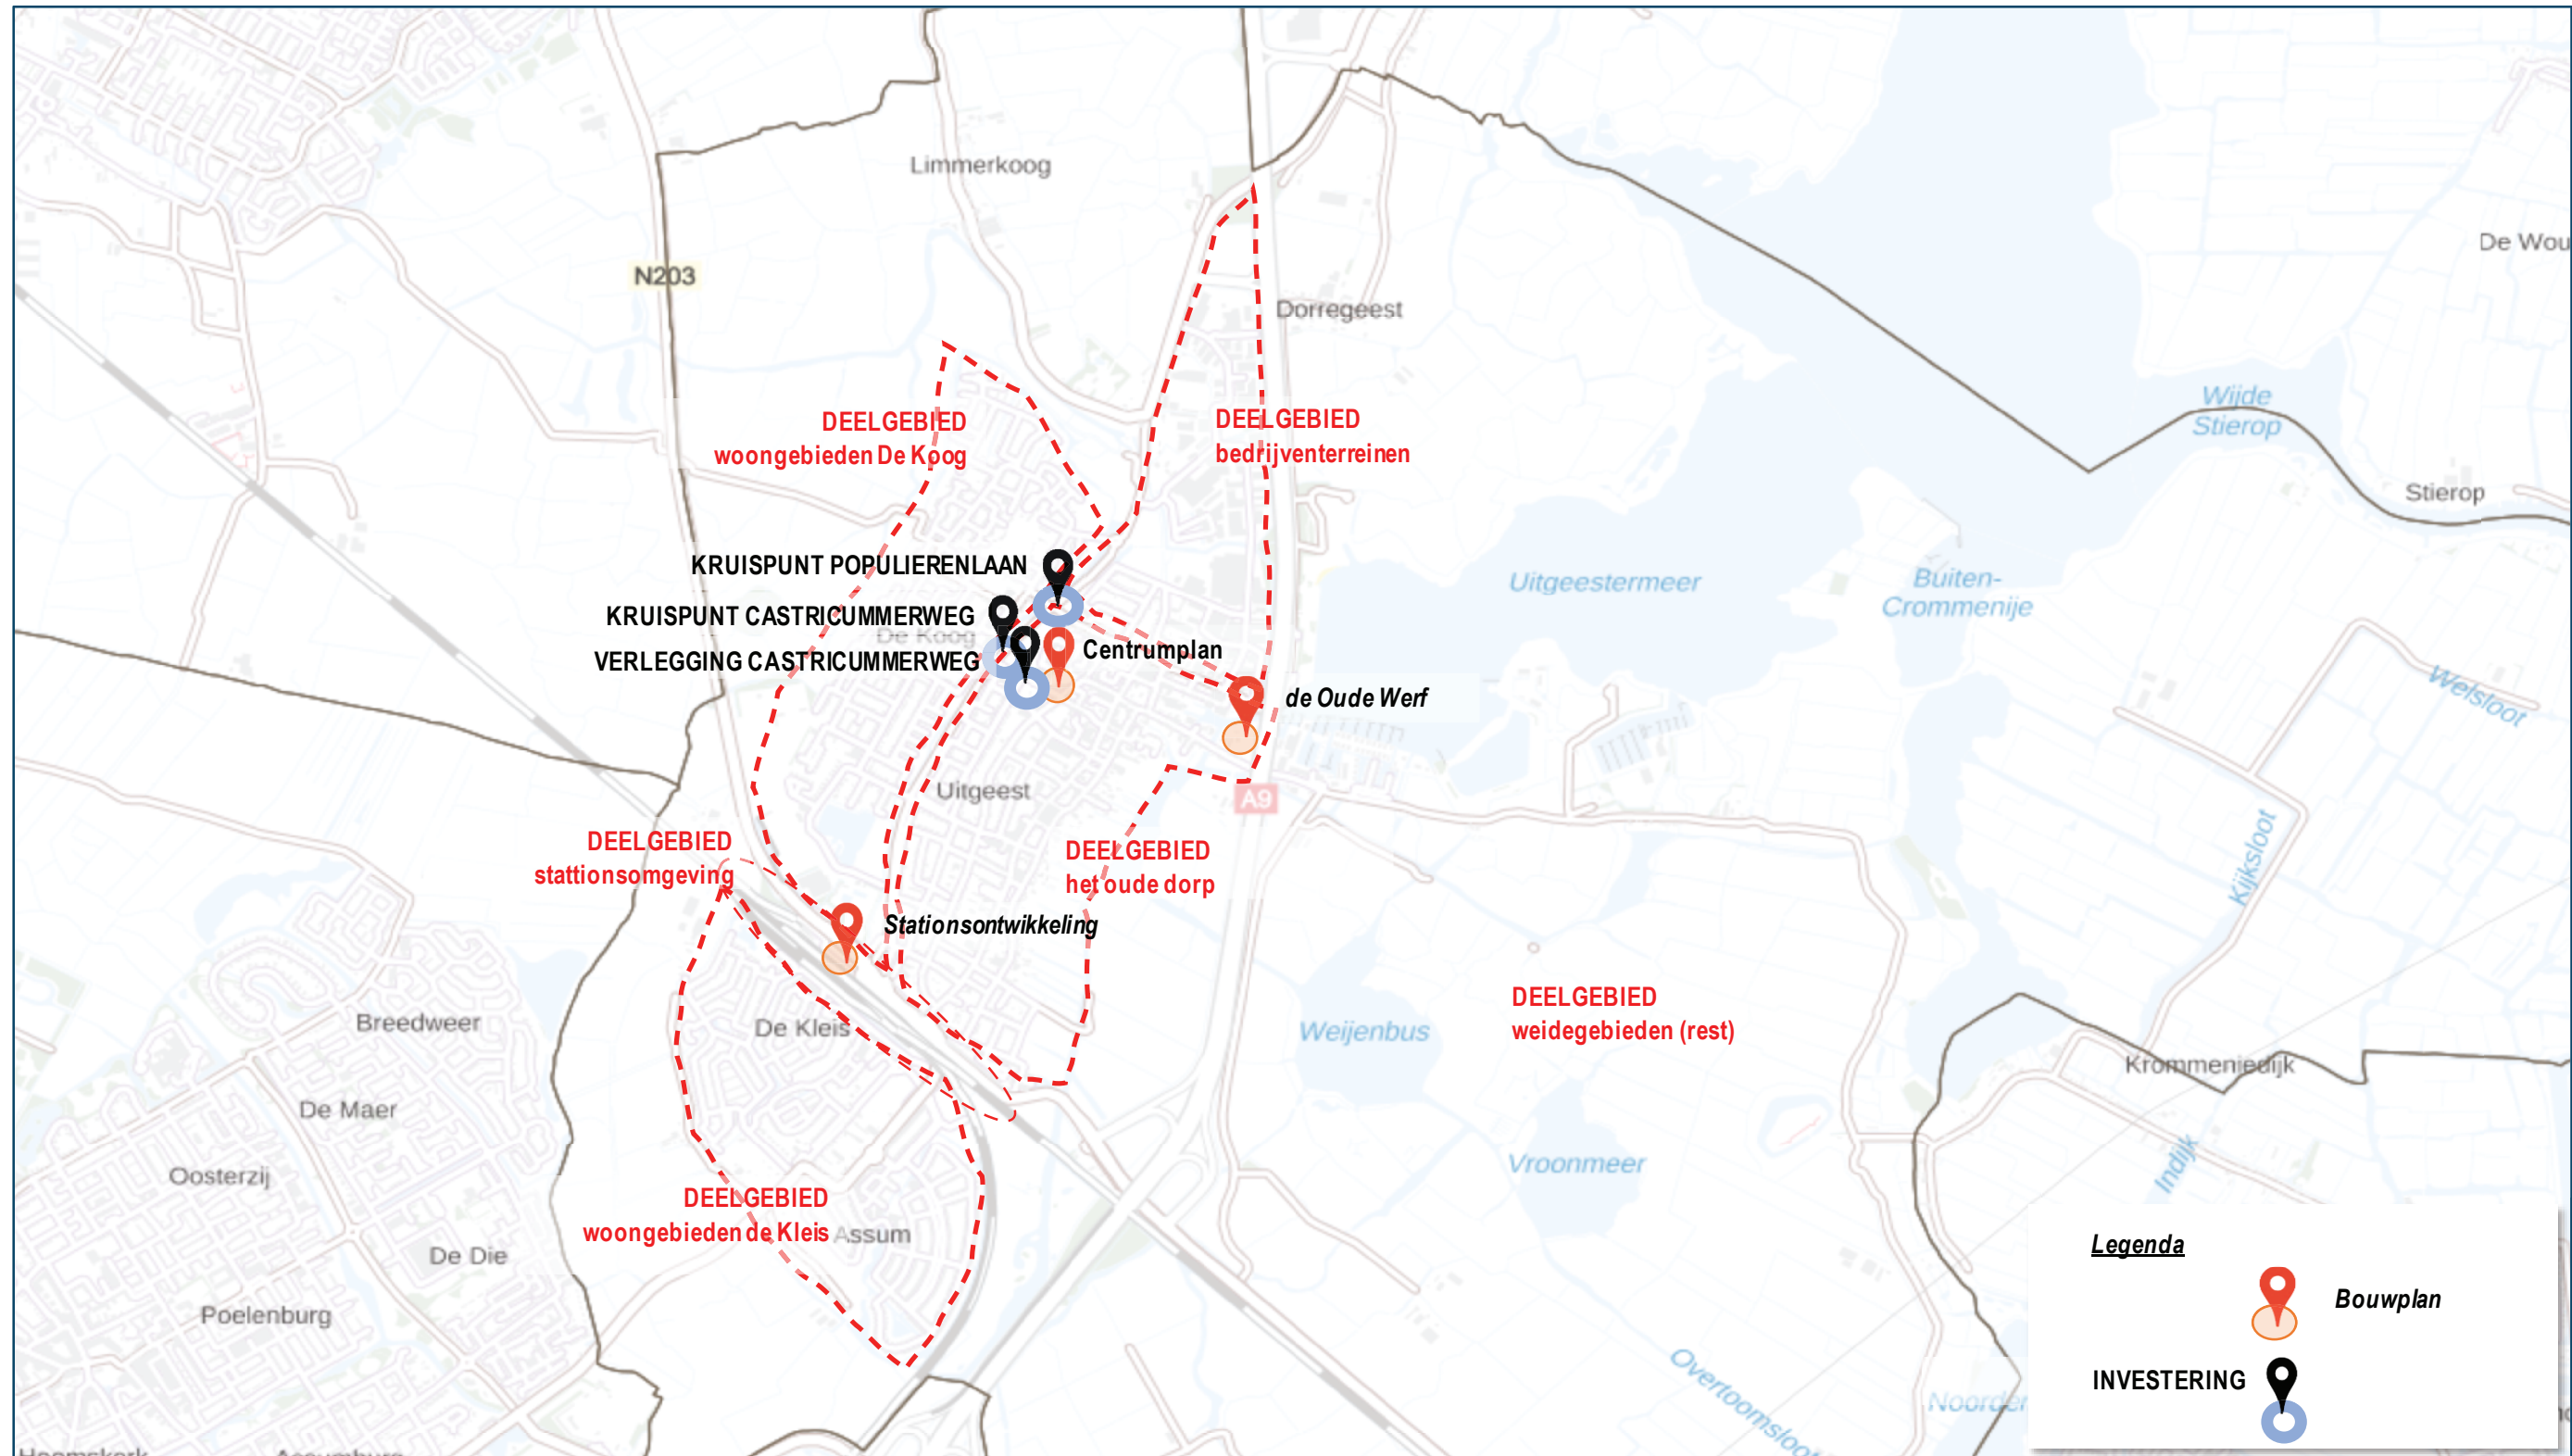 Limmerkoog
De Wou
N203
Dorregeest
Wijde
Stierop
DEELGEBIED
woongebieden De Koog
DEELGEBIED
bedrijventerreinen
Stierop
KRUISPUNT POPULIERENLAAN
Uitgeestermeer
Buiten-
Crommenije
KRUISPUNT CASTRICUMMERWEG
De Koog
VERLEGGING CASTRICUMMERWEG
Centrumplan
de Oude Werf
Welsloot
Uitgeest
A9
DEELGEBIED
stattionsomgeving
DEELGEBIED
het oude dorp
Kijksloot
Stationsontwikkeling
DEELGEBIED
weidegebieden (rest)
Breedweer
De Kleis
Weijenbus
Krommeniedijk
De Maer
Oosterzij
Vroonmeer
Indijk
DEELGEBIED
woongebieden de Kleis
Assum
De Die
Poelenburg
Legenda
Bouwplan
INVESTERING
Overtoomsloot
Noorder